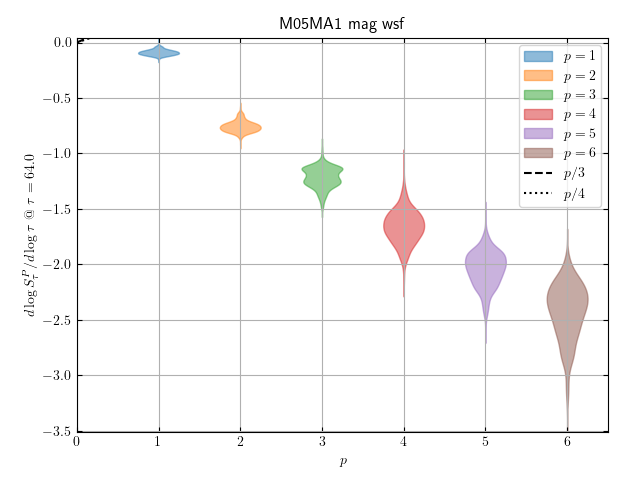 M05MA1 mag wsf
d log S_τ^P / d log τ @ τ = 64.0
0.0
−0.5
−1.0
−1.5
−2.0
−2.5
−3.0
−3.5
0 1 2 3 4 5 6
p
p = 1
p = 2
p = 3
p = 4
p = 5
p = 6
p/3
p/4